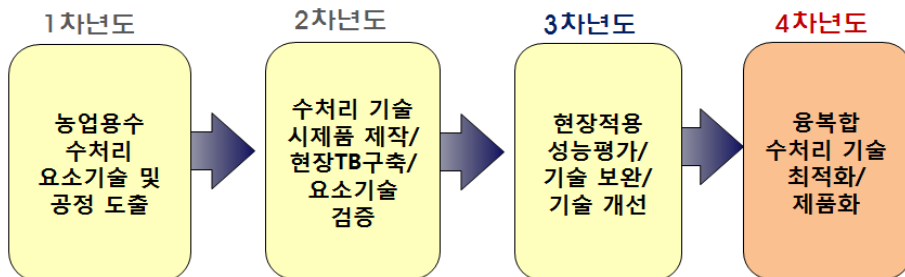 1차년도
농업용수
수처리
요소기술 및
공정 도출
2차년도
수처리 기술
시제품 제작/
현장TB구축/
요소기술
검증
3차년도
현장적용
성능평가/
기술 보완/
기술 개선
4차년도
융복합
수처리 기술
최적화/
제품화